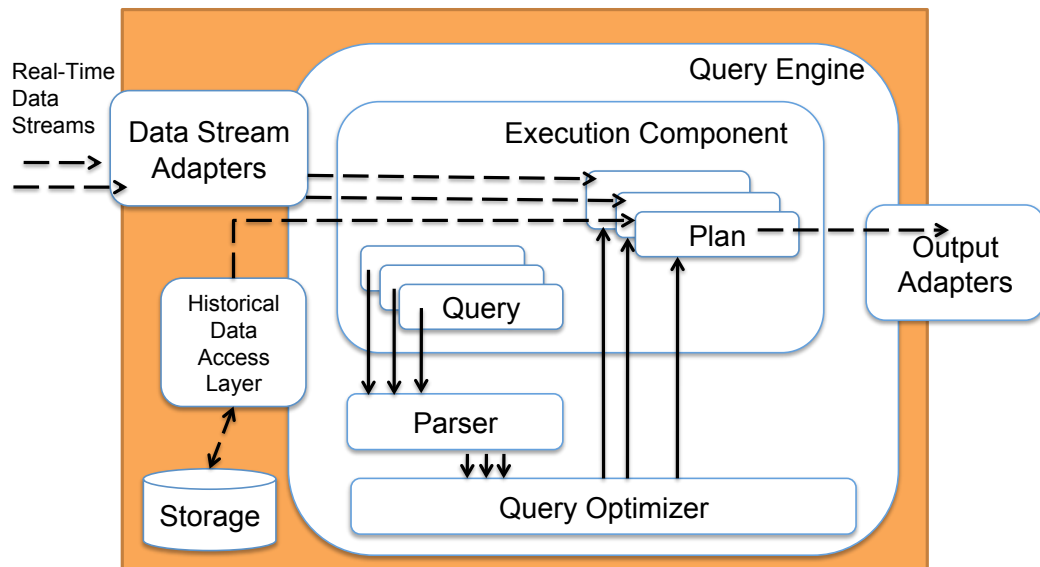 Query Engine
Real-Time
Data
Streams
Data Stream
Adapters
Execution Component
Plan
Output
Adapters
Historical
Data
Access
Layer
Query
Parser
Storage
Query Optimizer